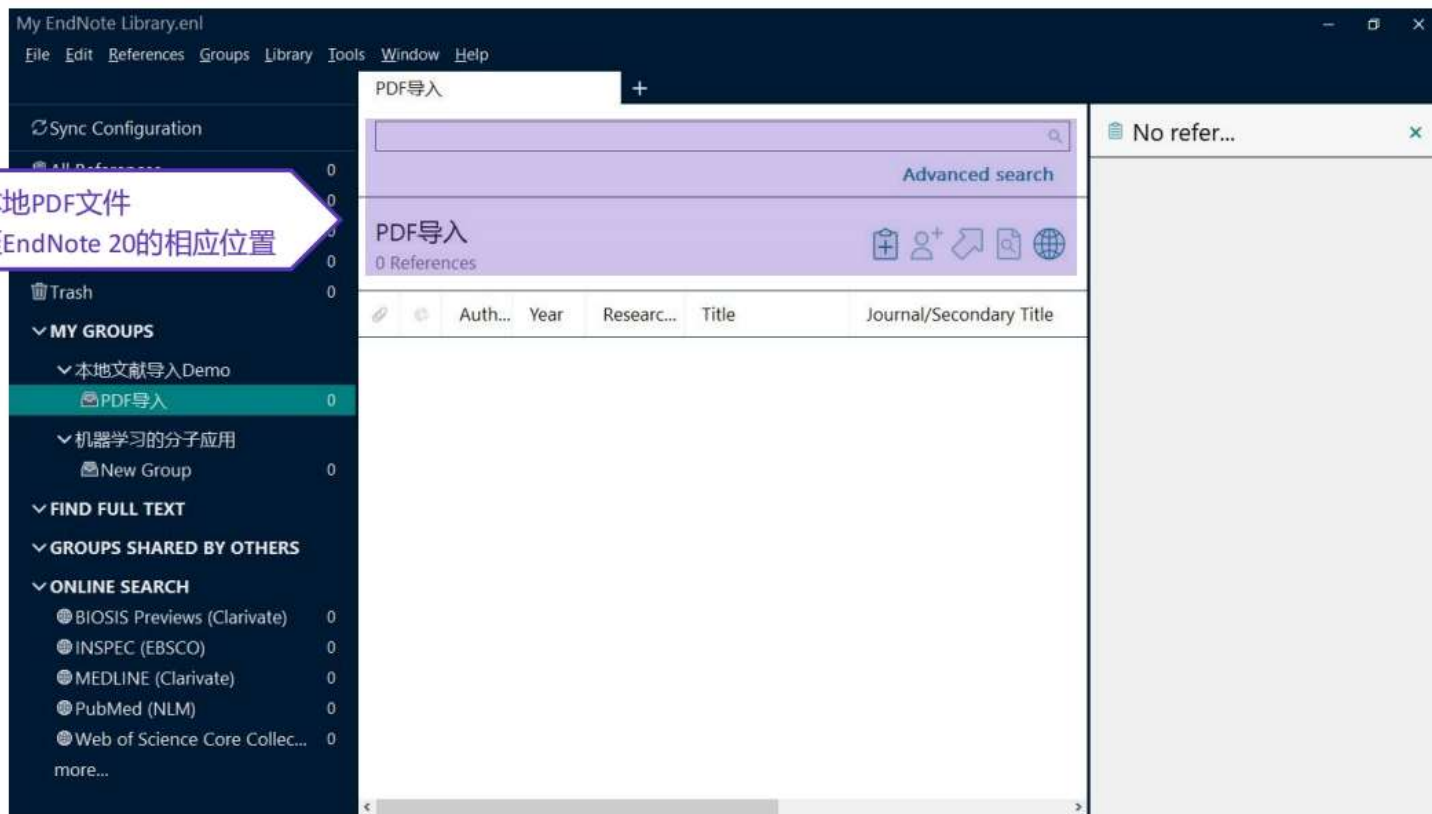 My EndNote Library.enl
File Edit References Groups Library Tools Window Help
PDF导入
Sync Configuration
No refer...
All References 0
Advanced search
地PDF文件
0
EndNote 20的相应位置
0
PDF导入
0 References
0
Trash 0
Auth... Year Researc... Title Journal/Secondary Title
MY GROUPS
本地文献导入Demo
PDF导入 0
机器学习的分子应用
New Group 0
FIND FULL TEXT
GROUPS SHARED BY OTHERS
ONLINE SEARCH
BIOSIS Previews (Clarivate) 0
INSPEC (EBSCO) 0
MEDLINE (Clarivate) 0
PubMed (NLM) 0
Web of Science Core Collec... 0
more...